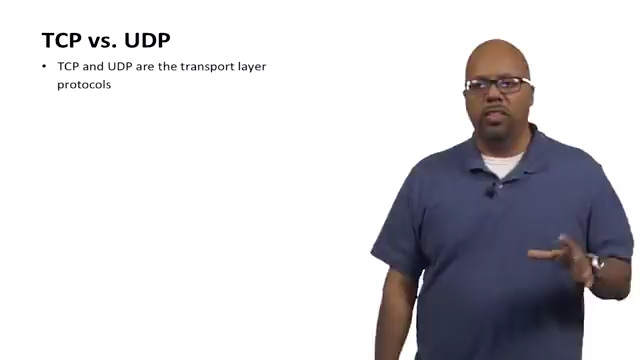 TCP vs. UDP
• TCP and UDP are the transport layer
protocols